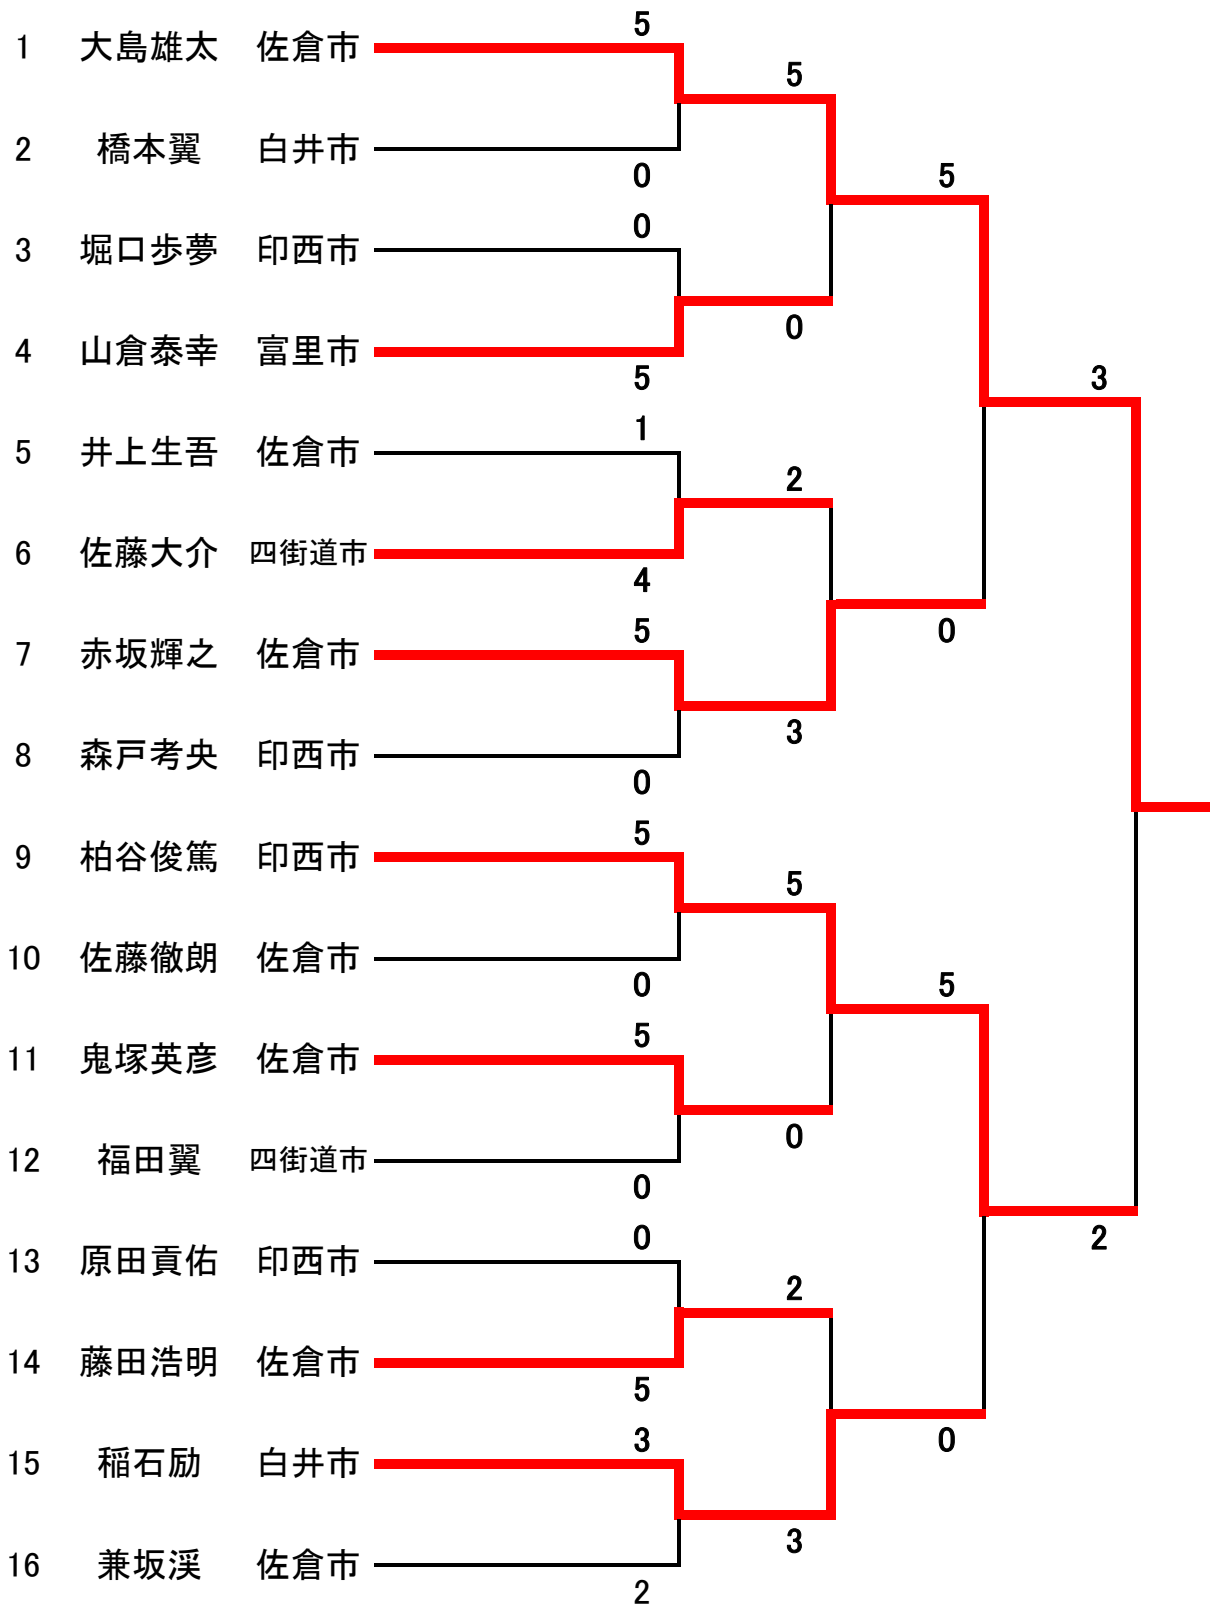 5
1 大島雄太 佐倉市
5
2 橋本翼 白井市
0
5
0
3 堀口歩夢 印西市
0
4 山倉泰幸 富里市
5
3
1
5 井上生吾 佐倉市
2
6 佐藤大介 四街道市
4
5
0
7 赤坂輝之 佐倉市
3
8 森戸考央 印西市
0
5
9 柏谷俊篤 印西市
5
10 佐藤徹朗 佐倉市
0
5
5
11 鬼塚英彦 佐倉市
0
12 福田翼 四街道市
0
0
2
13 原田貢佑 印西市
2
14 藤田浩明 佐倉市
5
3
0
15 稲石励 白井市
3
16 兼坂渓 佐倉市
2